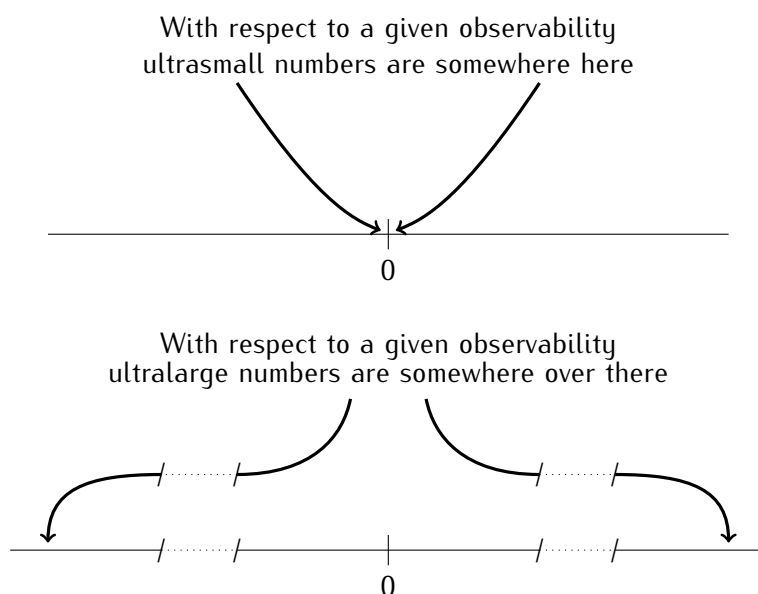 With respect to a given observability
ultrasmall numbers are somewhere here
0
With respect to a given observability
ultralarge numbers are somewhere over there
0